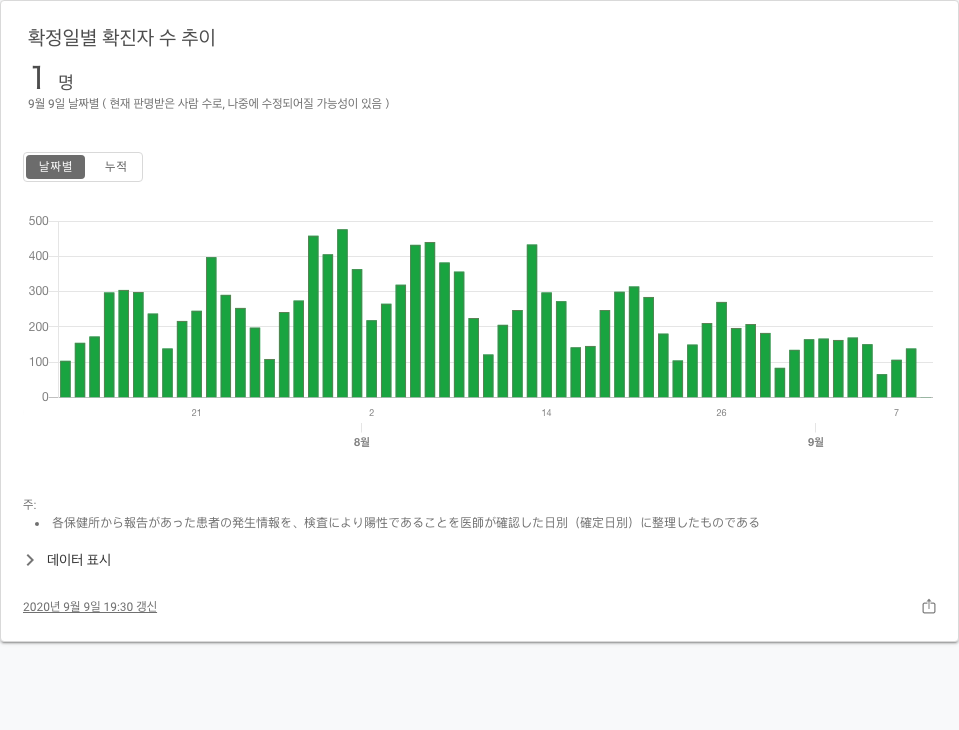 확정일별 확진자 수 추이
1 명
9월 9일 날짜별 ( 현재 판명받은 사람 수로, 나중에 수정되어질 가능성이 있음 )
날짜별 누적
500
400
300
200
100
0
21 2 14 26 7
8월 9월
주:
• 各保健所から報告があった患者の発生情報を、検査により陽性であることを医師が確認した日別（確定日別）に整理したものである
데이터 표시
2020년 9월 9일 19:30 갱신